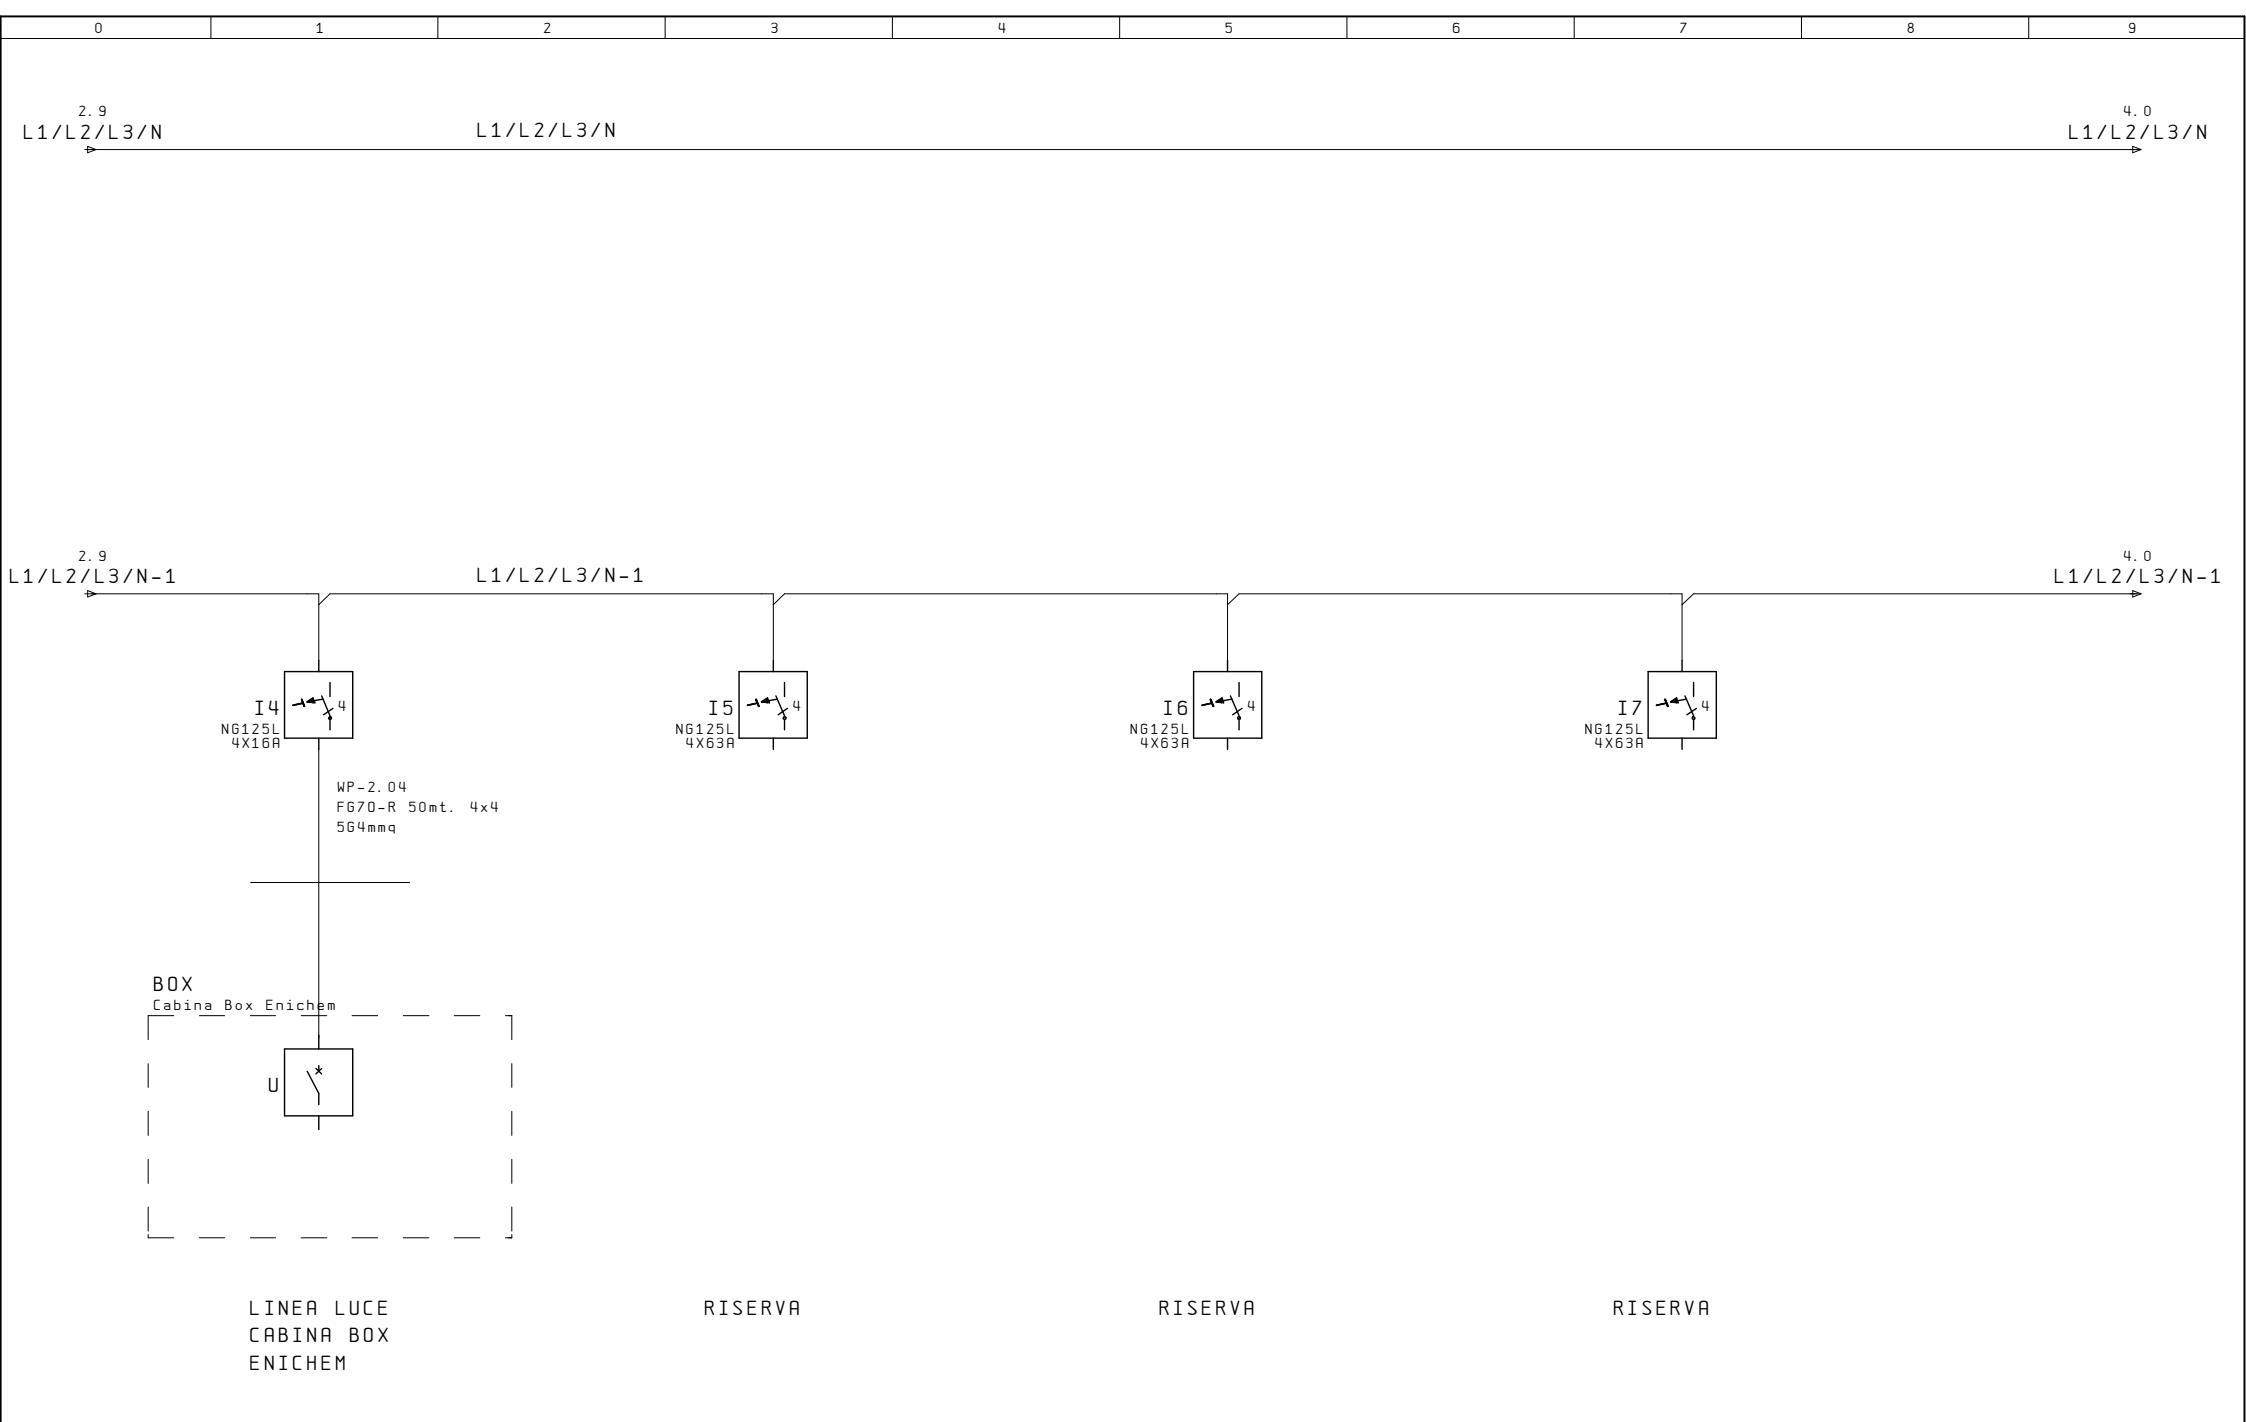 0 1 2 3 4 5 6 7 8 9
2.9
L1/L2/L3/N
L1/L2/L3/N
4.0
L1/L2/L3/N
2.9
L1/L2/L3/N-1
L1/L2/L3/N-1
4.0
L1/L2/L3/N-1
I4
NG125L
4X16A
4
I5
NG125L
4X63A
4
I6
NG125L
4X63A
4
I7
NG125L
4X63A
4
WP-2.04
FG7O-R 50mt. 4x4
5G4mmq
BOX
Cabina Box Enichem
U
LINEA LUCE
CABINA BOX
ENICHEM
RISERVA
RISERVA
RISERVA